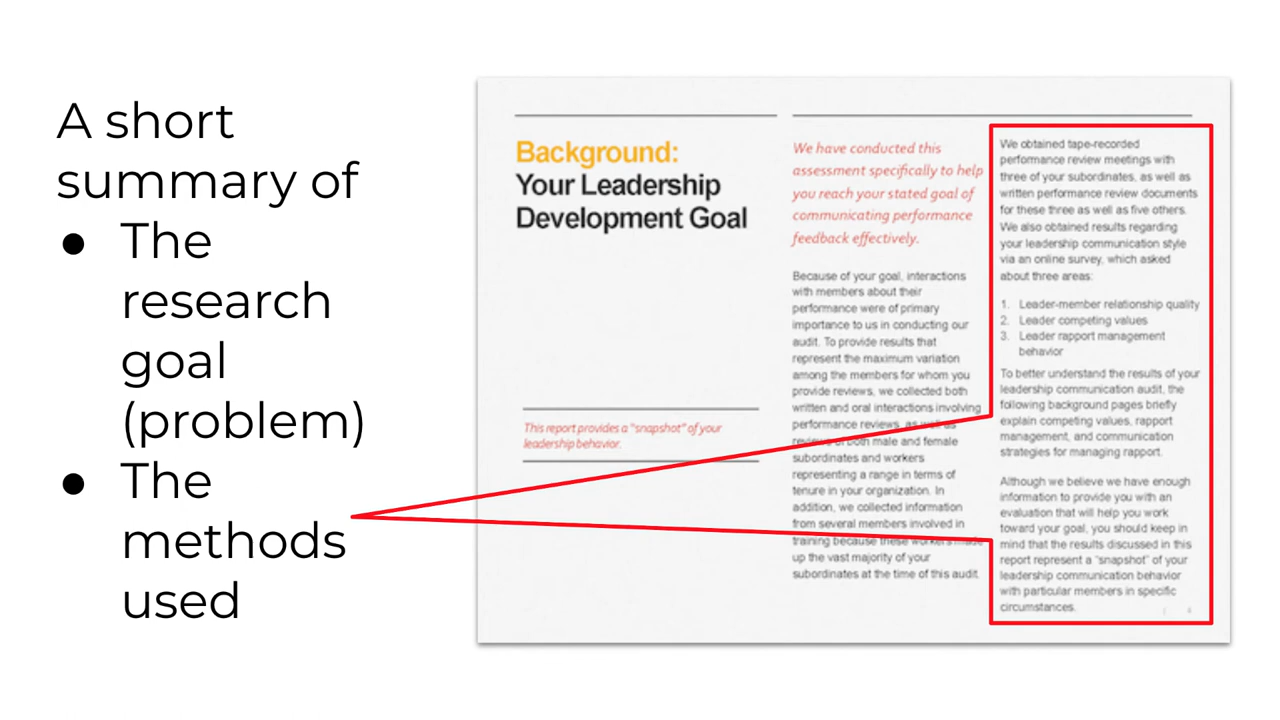 A short
summary of
● The
research
goal
(problem)
● The
methods
used
Background:
Your Leadership
Development Goal
This report provides a "snapshot" of your
leadership behavior.
We have conducted this
assessment specifically to help
you reach your stated goal of
communicating performance
feedback effectively.
Because of your goal, interactions
with members about their
performance were of primary
importance to us in conducting our
audit. To provide results that
represent the maximum variation
among the members for whom you
provide reviews, we collected both
written and oral interactions involving
performance reviews, as well as
reviews of both male and female
subordinates and workers
representing a range in terms of
tenure in your organization. In
addition, we collected information
from several members involved in
training because these workers made
up the vast majority of your
subordinates at the time of this audit.
We obtained tape-recorded
performance review meetings with
three of your subordinates, as well as
written performance review documents
for these three as well as five others.
We also obtained results regarding
your leadership communication style
via an online survey, which asked
about three areas:
1. Leader-member relationship quality
2. Leader competing values
3. Leader rapport management
behavior
To better understand the results of your
leadership communication audit, the
following background pages briefly
explain competing values, rapport
management, and communication
strategies for managing rapport.
Although we believe we have enough
information to provide you with an
evaluation that will help you work
toward your goal, you should keep in
mind that the results discussed in this
report represent a "snapshot" of your
leadership communication behavior
with particular members in specific
circumstances.